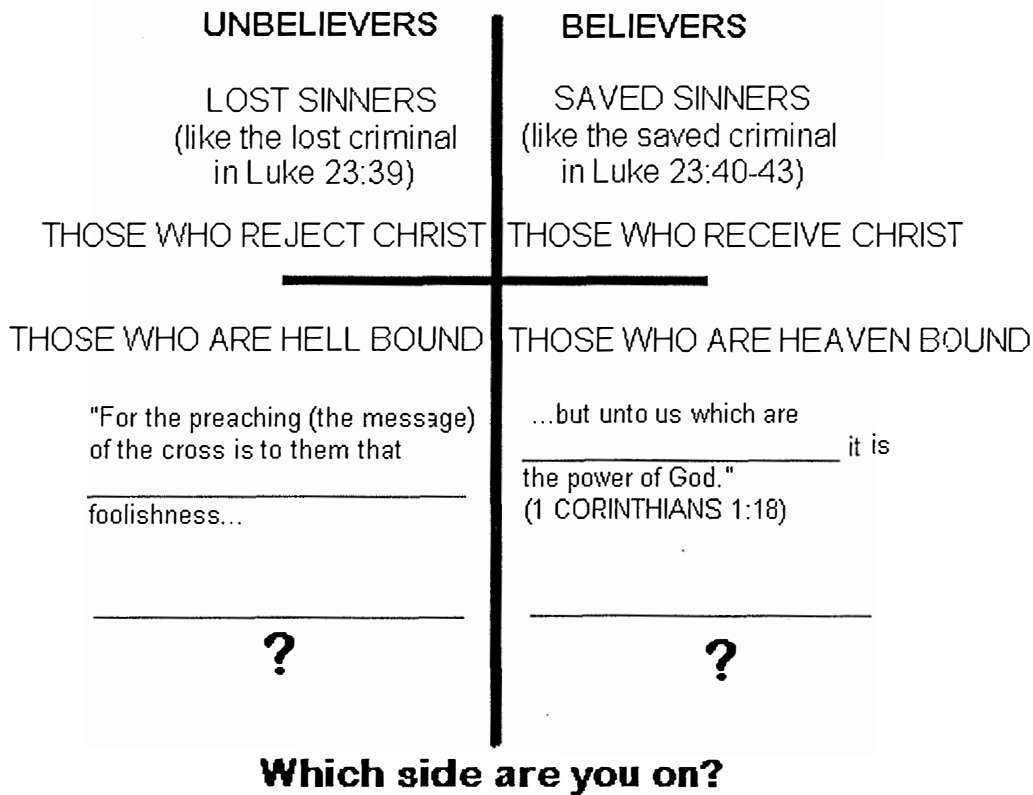 UNBELIEVERS
LOST SINNERS
(like the lost criminal
in Luke 23:39)
THOSE WHO REJECT CHRIST
THOSE WHO ARE HELL BOUND
"For the preaching (the message)
of the cross is to them that
foolishness...
?
BELIEVERS
SAVED SINNERS
(like the saved criminal
in Luke 23:40-43)
THOSE WHO RECEIVE CHRIST
THOSE WHO ARE HEAVEN BOUND
...but unto us which are
it is
the power of God."
(1 CORINTHIANS 1:18)
?
Which side are you on?